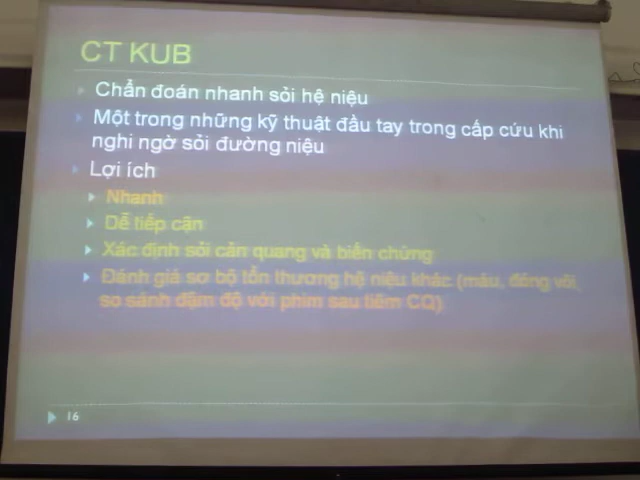 CT KUB
Chẩn đoán nhanh sỏi hệ niệu
Một trong những kỹ thuật đầu tay trong cấp cứu khi
nghi ngờ sỏi đường niệu
Lợi ích
Nhanh
Dễ tiếp cận
Xác định sỏi cản quang và biến chứng
Đánh giá sơ bộ tổn thương hệ niệu khác (máu, đóng vôi,
so sánh đậm độ với phim sau tiêm CQ)
16